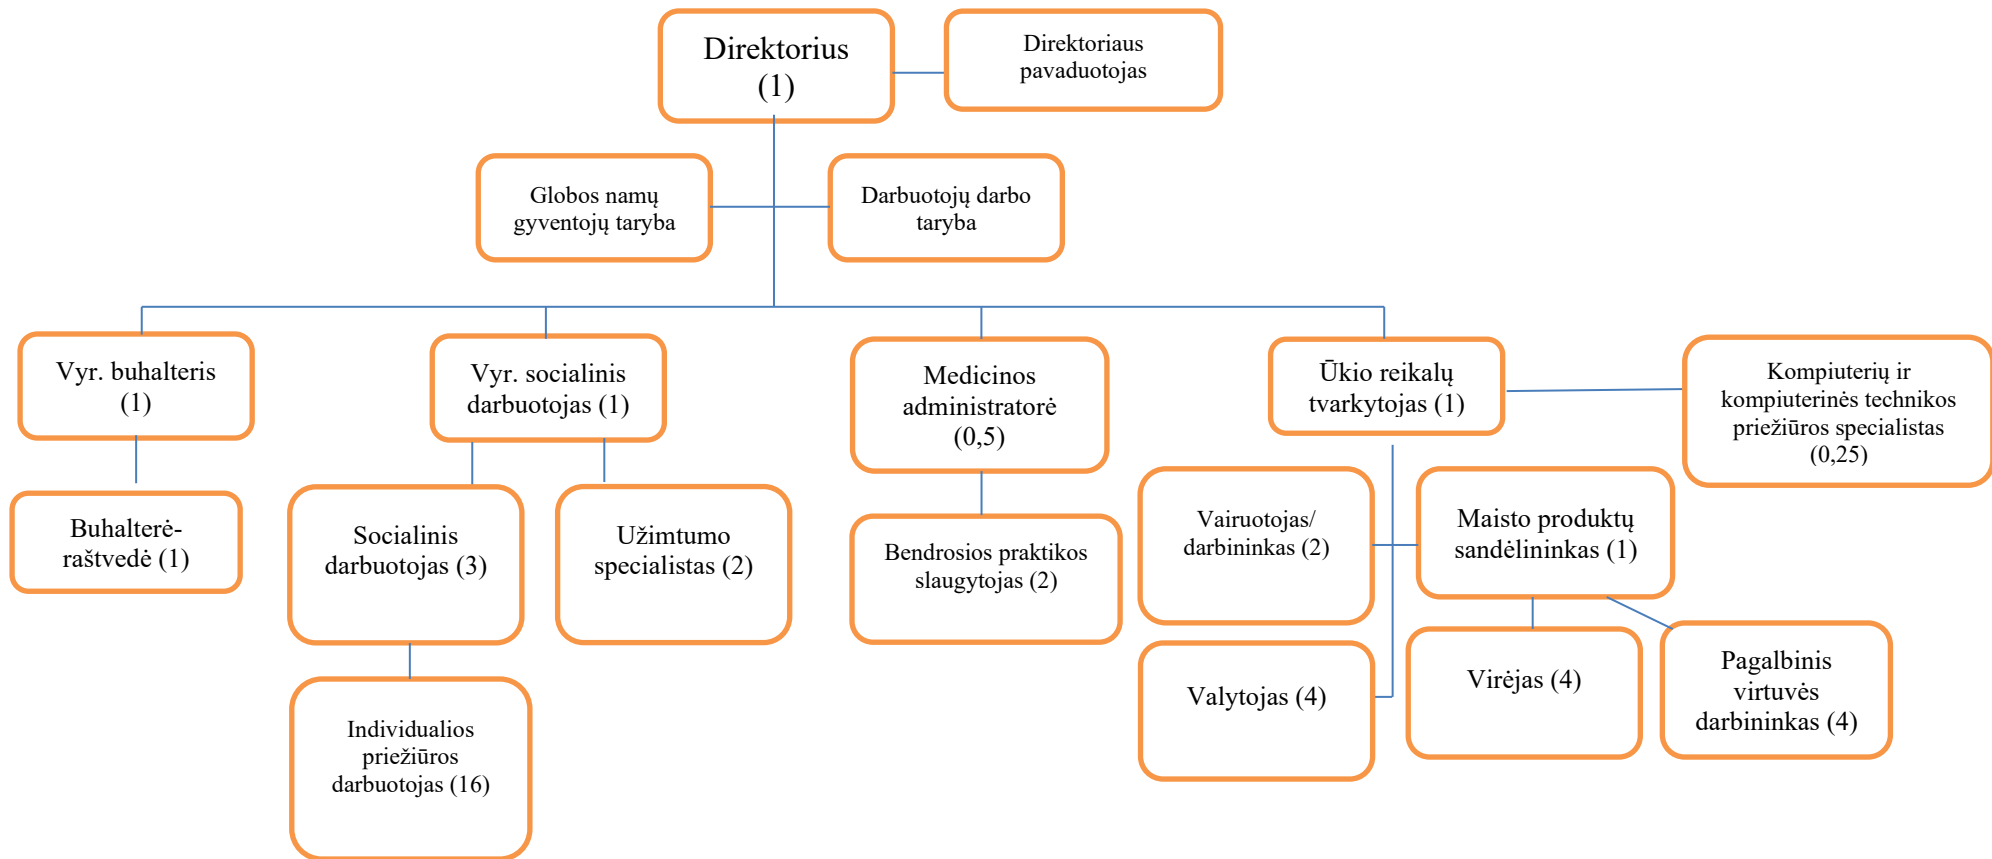 Direktorius
(1)
Direktoriaus
pavaduotojas
Globos namų
gyventojų taryba
Darbuotojų darbo
taryba
Vyr. buhalteris
(1)
Vyr. socialinis
darbuotojas (1)
Medicinos
administratorė
(0,5)
Ūkio reikalų
tvarkytojas (1)
Kompiuterių ir
kompiuterinės technikos
priežiūros specialistas
(0,25)
Buhalterė-
raštvedė (1)
Socialinis
darbuotojas (3)
Užimtumo
specialistas (2)
Bendrosios praktikos
slaugytojas (2)
Vairuotojas/
darbininkas (2)
Maisto produktų
sandėlininkas (1)
Individualios
priežiūros
darbuotojas (16)
Valytojas (4)
Virėjas (4)
Pagalbinis
virtuvės
darbininkas (4)